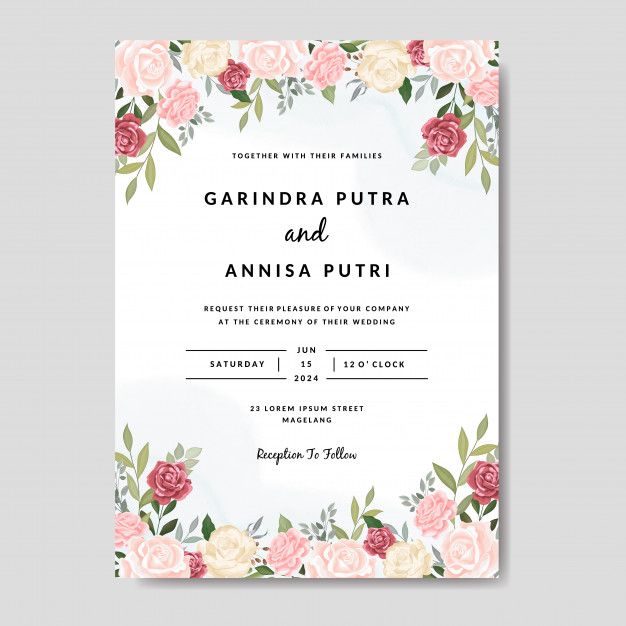 TOGETHER WITH THEIR FAMILIES
GARINDRA PUTRA
and
ANNISA PUTRI
REQUEST THEIR PLEASURE OF YOUR COMPANY
AT THE CEREMONY OF THEIR WEDDING
JUN
SATURDAY | 15 | 12 O' CLOCK
2024
23 LOREM IPSUM STREET
MAGELANG
Reception To Follow